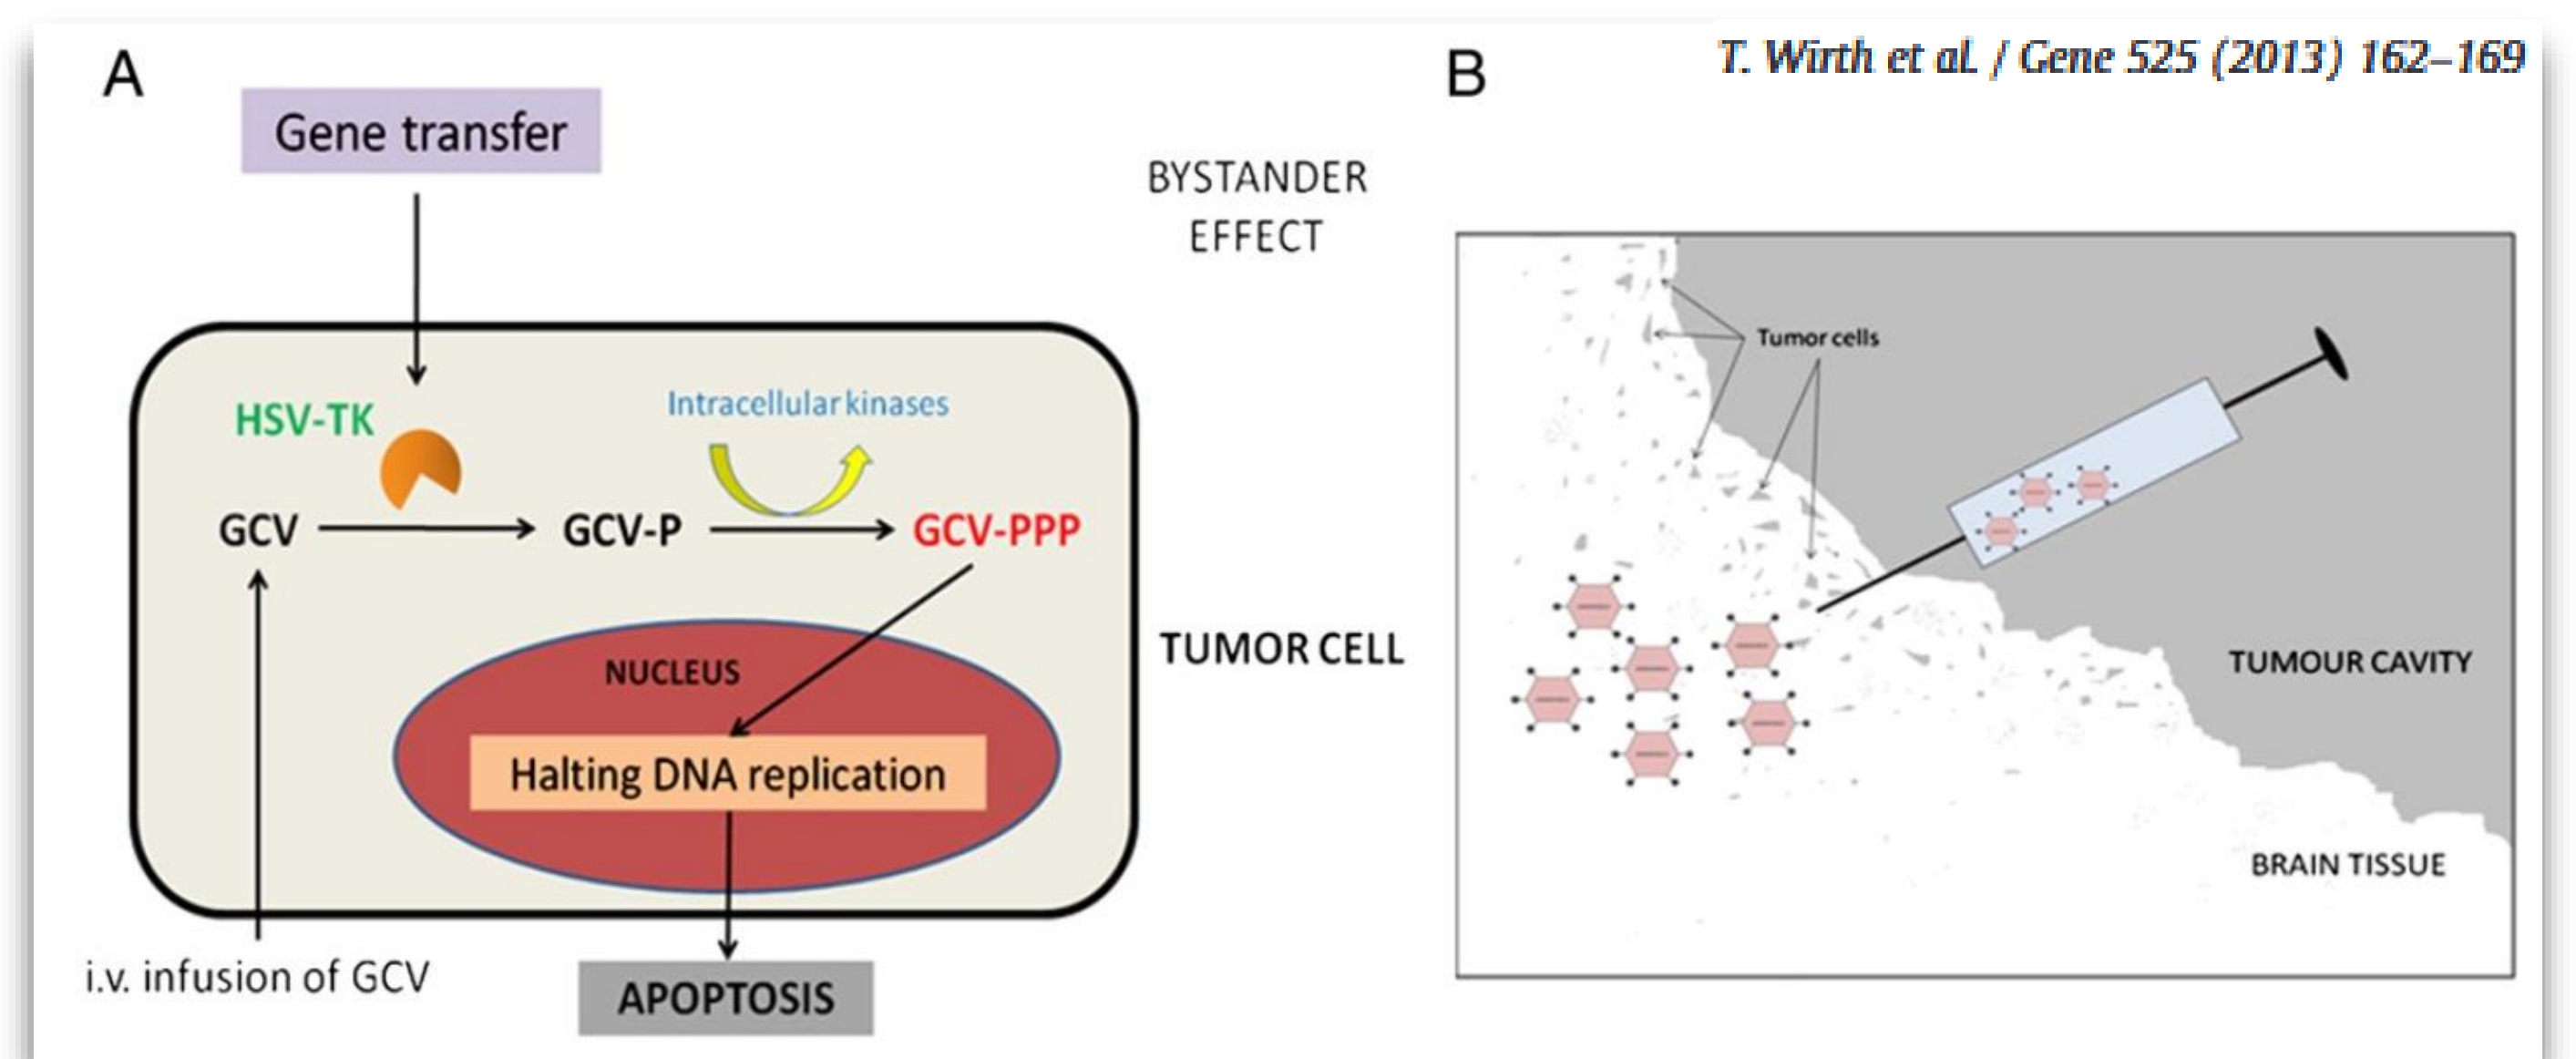 A
Gene transfer
BYSTANDER
EFFECT
HSV-TK
Intracellular kinases
GCV
GCV-P
GCV-PPP
NUCLEUS
Halting DNA replication
TUMOR CELL
i.v. infusion of GCV
APOPTOSIS
B
T. Wirth et al. / Gene 525 (2013) 162–169
Tumor cells
TUMOUR CAVITY
BRAIN TISSUE